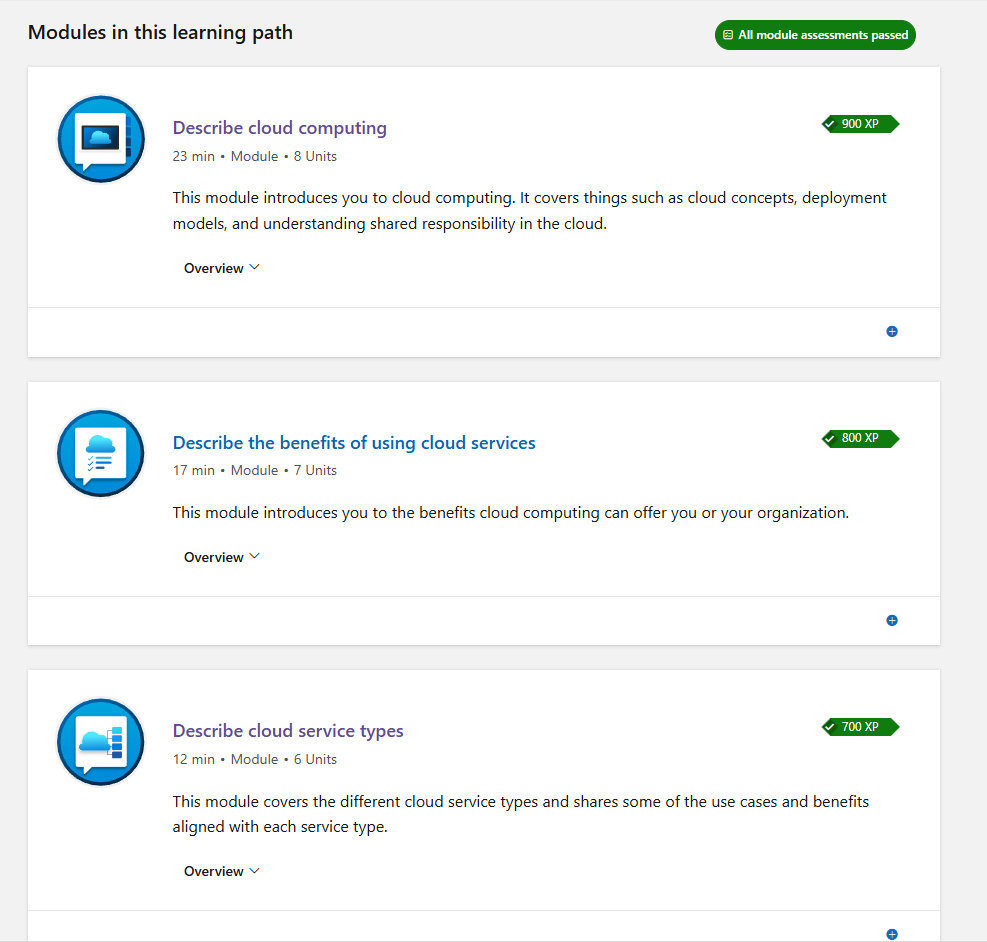 Modules in this learning path
All module assessments passed
Describe cloud computing
900 XP
23 min • Module • 8 Units
This module introduces you to cloud computing. It covers things such as cloud concepts, deployment
models, and understanding shared responsibility in the cloud.
Overview
Describe the benefits of using cloud services
800 XP
17 min • Module • 7 Units
This module introduces you to the benefits cloud computing can offer you or your organization.
Overview
Describe cloud service types
700 XP
12 min • Module • 6 Units
This module covers the different cloud service types and shares some of the use cases and benefits
aligned with each service type.
Overview